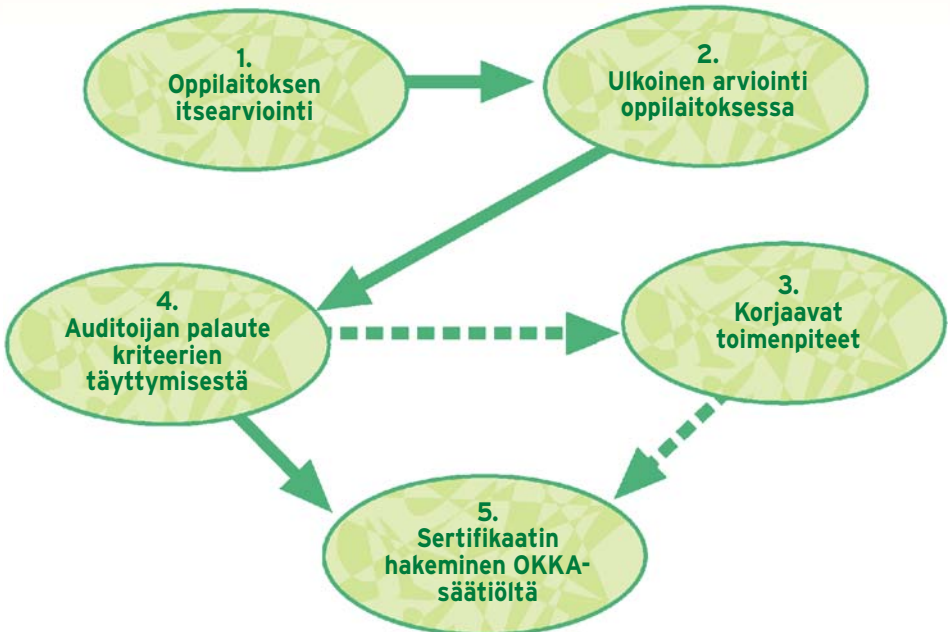 1.
Oppilaitoksen
itsearviointi
2.
Ulkoinen arviointi
oppilaitoksessa
4.
Auditoijan palaute
kriteerien
täyttymisestä
3.
Korjaavat
toimenpiteet
5.
Sertifikaatin
hakeminen OKKA-
säätiöltä